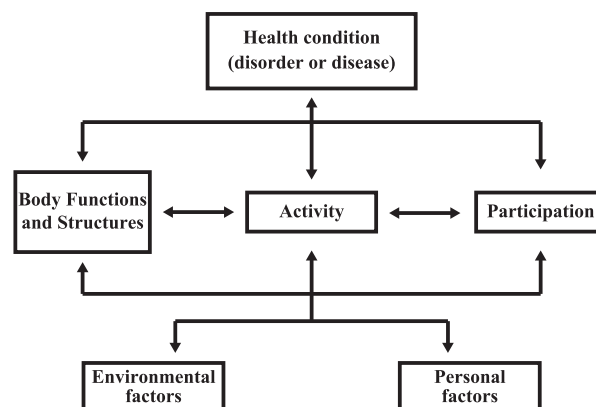 Health condition
(disorder or disease)
Body Functions
and Structures
Activity
Participation
Environmental
factors
Personal
factors